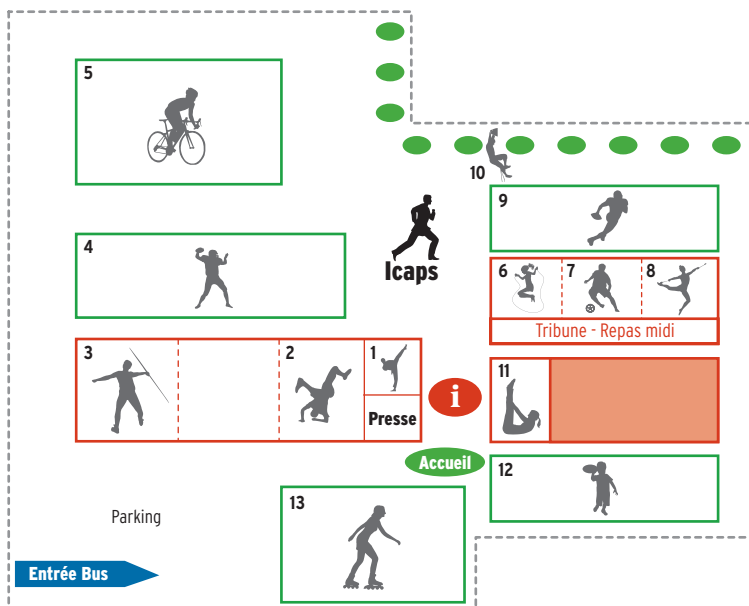 5
10
9
4
Icaps
6 7 8
Tribune - Repas midi
3 2 1
i
11
Presse
Accueil
12
13
Parking
Entrée Bus